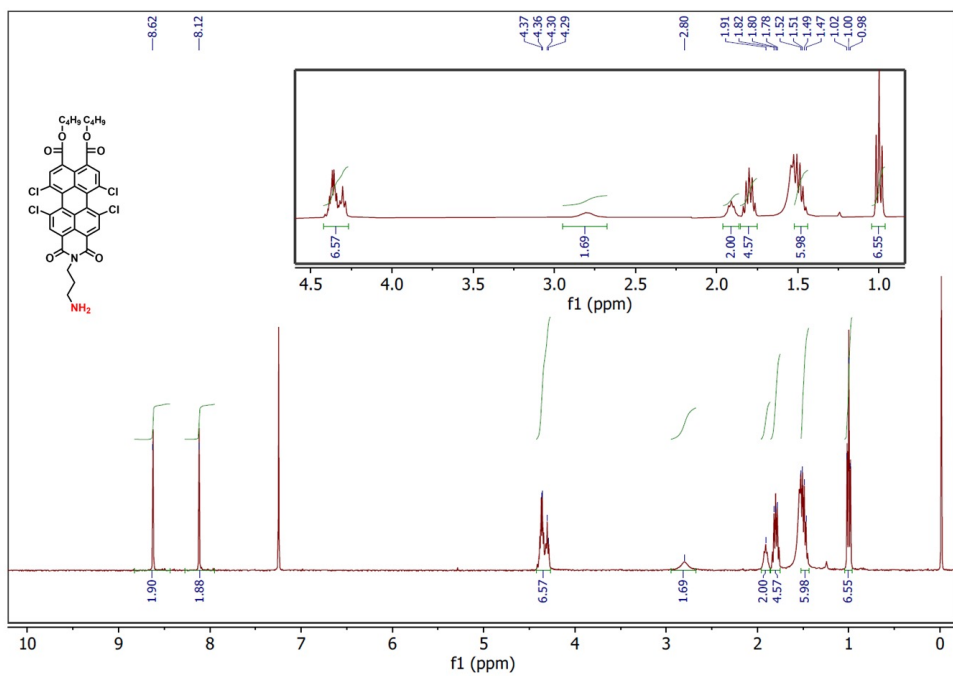 8.62
8.12
4.37
4.36
4.30
4.29
2.80
1.91
1.82
1.80
1.78
1.52
1.51
1.49
1.47
1.02
1.00
0.98
C4H9 C4H9
O O
O O
Cl Cl
Cl Cl
O N O
NH2
6.57
1.69
2.00
4.57
5.98
6.55
4.5 4.0 3.5 3.0 2.5 2.0 1.5 1.0
f1 (ppm)
1.90
1.88
6.57
1.69
2.00
4.57
5.98
6.55
10 9 8 7 6 5 4 3 2 1 0
f1 (ppm)